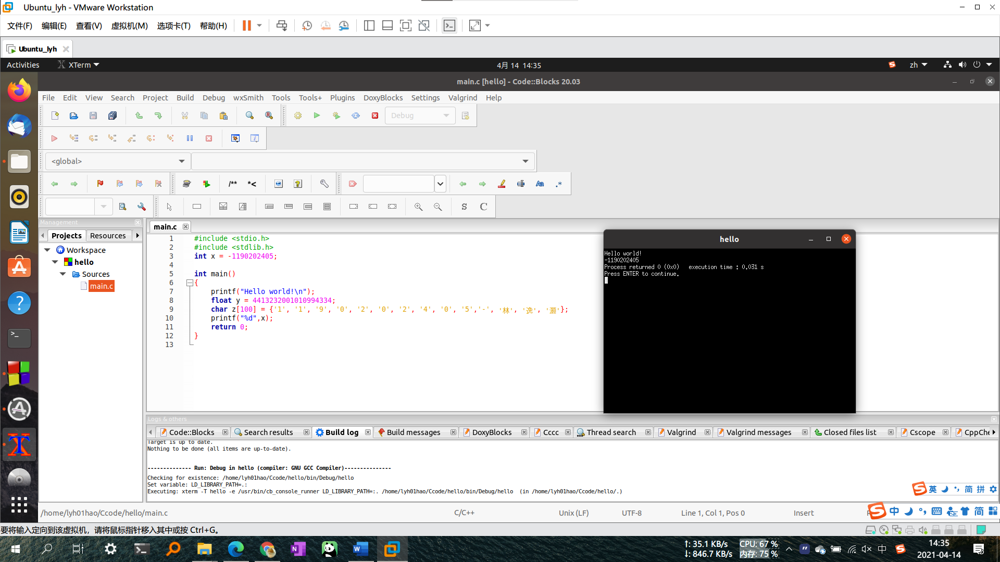 Ubuntu_lyh - VMware Workstation
文件(F) 编辑(E) 查看(V) 虚拟机(M) 选项卡(T) 帮助(H)
Ubuntu_lyh
Activities XTerm 4月 14 14:35 zh
main.c [hello] - Code::Blocks 20.03
File Edit View Search Project Build Debug wxSmith Tools Tools+ Plugins DoxyBlocks Settings Valgrind Help
Debug
<global>
/** *<
S C
Management
Projects Resources
Workspace
hello
Sources
main.c
main.c
1 #include <stdio.h>
2 #include <stdlib.h>
3 int x = -1190202405;
4
5 int main()
6 {
7 printf("Hello world!\n");
8 float y = 4413232001010994334;
9 char z[100] = {'1', '1', '9', '0', '2', '0', '2', '4', '0', '5','-', '林', '逸', '灏'};
10 printf("%d",x);
11 return 0;
12 }
13
hello
Hello world!
-1190202405
Process returned 0 (0x0) execution time : 0.031 s
Press ENTER to continue.
Logs & others
Code::Blocks Search results Build log Build messages DoxyBlocks Cccc Thread search Valgrind Valgrind messages Closed files list Cscope CppChe
Target is up to date.
Nothing to be done (all items are up-to-date).
-------------- Run: Debug in hello (compiler: GNU GCC Compiler)---------------
Checking for existence: /home/lyh01hao/Ccode/hello/bin/Debug/hello
Set variable: LD_LIBRARY_PATH=.:
Executing: xterm -T hello -e /usr/bin/cb_console_runner LD_LIBRARY_PATH=:. /home/lyh01hao/Ccode/hello/bin/Debug/hello (in /home/lyh01hao/Ccode/hello/.)
英 简 拼
/home/lyh01hao/Ccode/hello/main.c C/C++ Unix (LF) UTF-8 Line 1, Col 1, Pos 0 Insert
中 简
要将输入定向到该虚拟机，请将鼠标指针移入其中或按 Ctrl+G。
↑: 35.1 KB/s CPU: 67 %
↓: 846.7 KB/s 内存: 75 %
中
14:35
2021-04-14